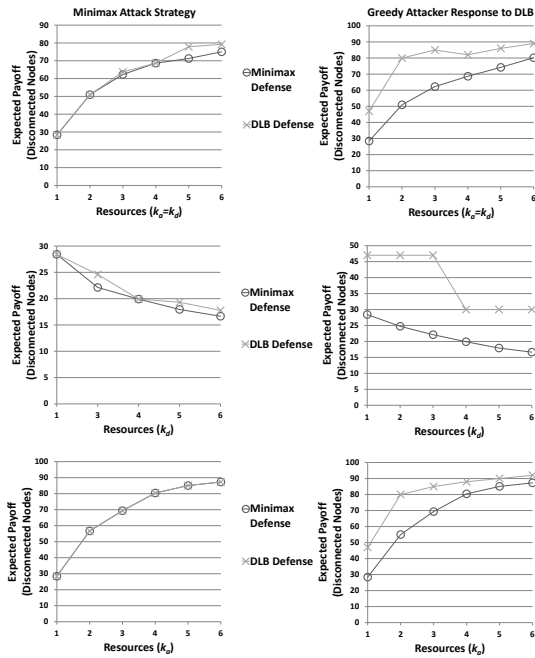 Minimax Attack Strategy
90
80
70
60
50
40
30
20
10
0
1 2 3 4 5 6
Expected Payoff
(Disconnected Nodes)
Resources (ka=kd)
Minimax
Defense
DLB Defense
Greedy Attacker Response to DLB
100
90
80
70
60
50
40
30
20
10
0
1 2 3 4 5 6
Expected Payoff
(Disconnected Nodes)
Resources (ka=kd)
30
25
20
15
10
5
0
1 3 4 5 6
Expected Payoff
(Disconnected Nodes)
Resources (kd)
Minimax
Defense
DLB Defense
50
45
40
35
30
25
20
15
10
5
0
1 2 3 4 5 6
Expected Payoff
(Disconnected Nodes)
Resources (kd)
100
90
80
70
60
50
40
30
20
10
0
1 2 3 4 5 6
Expected Payoff
(Disconnected Nodes)
Resources (ka)
Minimax
Defense
DLB Defense
100
90
80
70
60
50
40
30
20
10
0
1 2 3 4 5 6
Expected Payoff
(Disconnected Nodes)
Resources (ka)